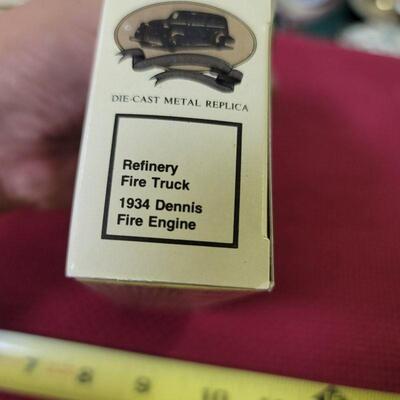 DIE-CAST METAL REPLICA
Refinery
Fire Truck
1934 Dennis
Fire Engine
7 8 9 10